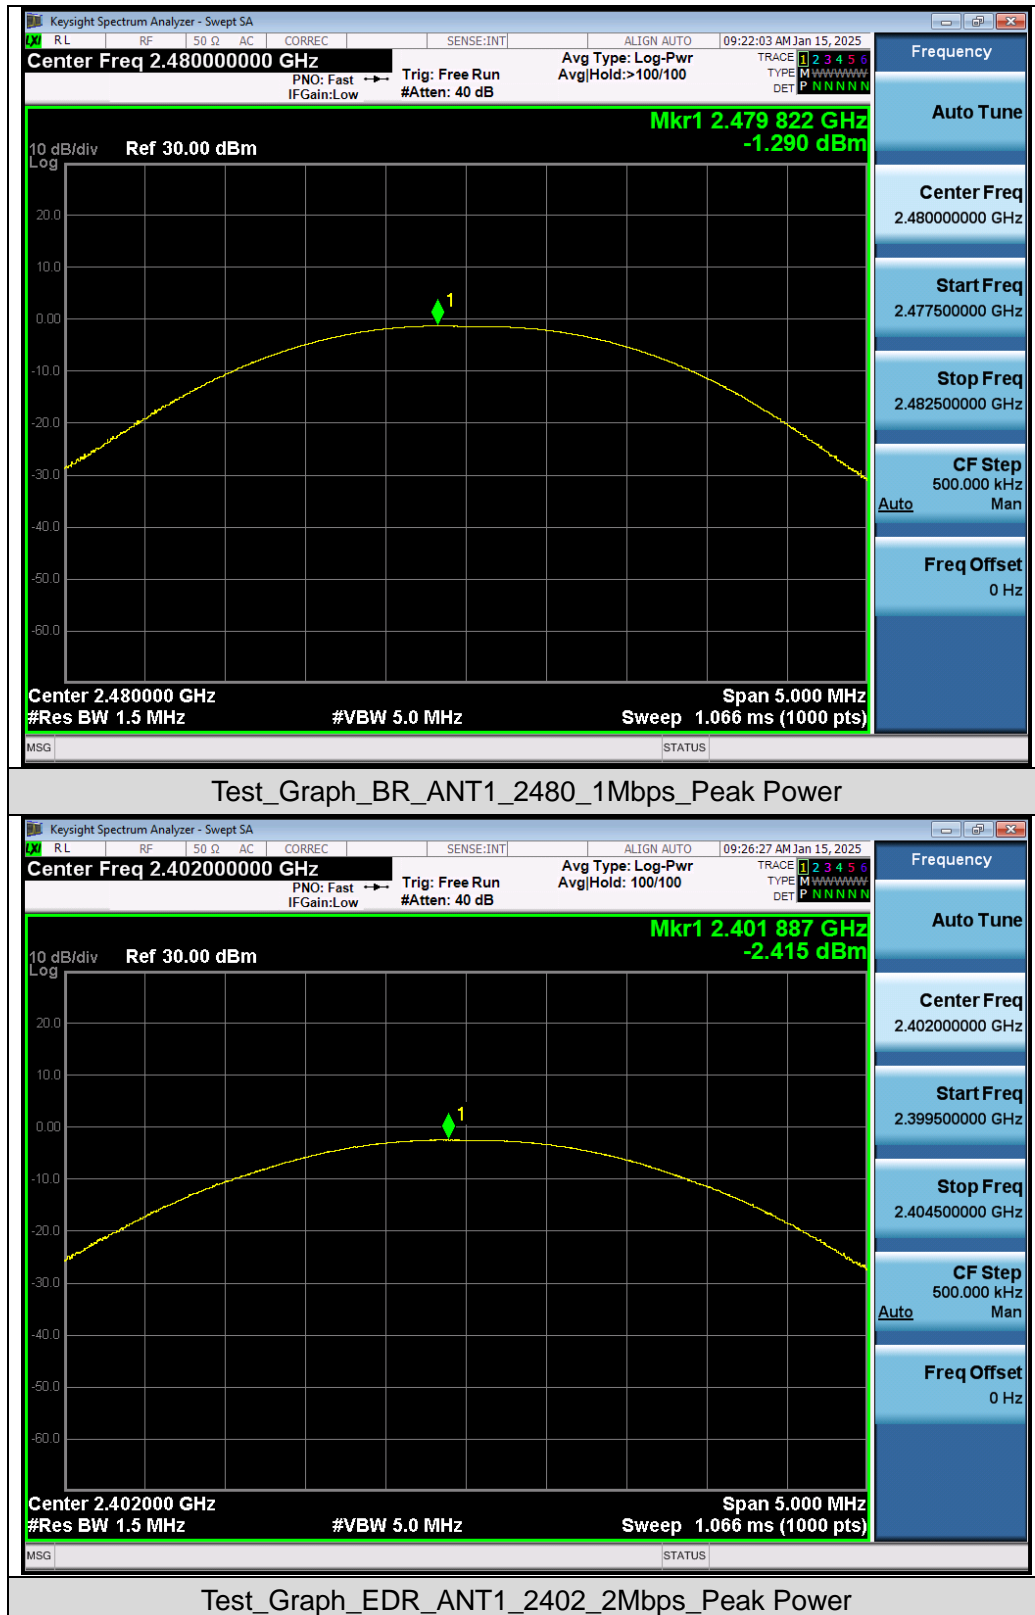 Keysight Spectrum Analyzer - Swept SA
LXI RL RF 50 Ω AC CORREC SENSE:INT ALIGN AUTO 09:22:03 AM Jan 15, 2025
Center Freq 2.480000000 GHz
PNO: Fast
IFGain:Low
Trig: Free Run
#Atten: 40 dB
Avg Type: Log-Pwr
Avg|Hold:>100/100
TRACE 1 2 3 4 5 6
TYPE M WWWWW
DET P N N N N N
Mkr1 2.479 822 GHz
-1.290 dBm
10 dB/div Ref 30.00 dBm
Log
20.0
10.0
0.00
1
-10.0
-20.0
-30.0
-40.0
-50.0
-60.0
Center 2.480000 GHz Span 5.000 MHz
#Res BW 1.5 MHz #VBW 5.0 MHz Sweep 1.066 ms (1000 pts)
MSG STATUS
Frequency
Auto Tune
Center Freq
2.480000000 GHz
Start Freq
2.477500000 GHz
Stop Freq
2.482500000 GHz
CF Step
500.000 kHz
Auto Man
Freq Offset
0 Hz
Test_Graph_BR_ANT1_2480_1Mbps_Peak Power
Keysight Spectrum Analyzer - Swept SA
LXI RL RF 50 Ω AC CORREC SENSE:INT ALIGN AUTO 09:26:27 AM Jan 15, 2025
Center Freq 2.402000000 GHz
PNO: Fast
IFGain:Low
Trig: Free Run
#Atten: 40 dB
Avg Type: Log-Pwr
Avg|Hold: 100/100
TRACE 1 2 3 4 5 6
TYPE M WWWWW
DET P N N N N N
Mkr1 2.401 887 GHz
-2.415 dBm
10 dB/div Ref 30.00 dBm
Log
20.0
10.0
0.00
1
-10.0
-20.0
-30.0
-40.0
-50.0
-60.0
Center 2.402000 GHz Span 5.000 MHz
#Res BW 1.5 MHz #VBW 5.0 MHz Sweep 1.066 ms (1000 pts)
MSG STATUS
Frequency
Auto Tune
Center Freq
2.402000000 GHz
Start Freq
2.399500000 GHz
Stop Freq
2.404500000 GHz
CF Step
500.000 kHz
Auto Man
Freq Offset
0 Hz
Test_Graph_EDR_ANT1_2402_2Mbps_Peak Power